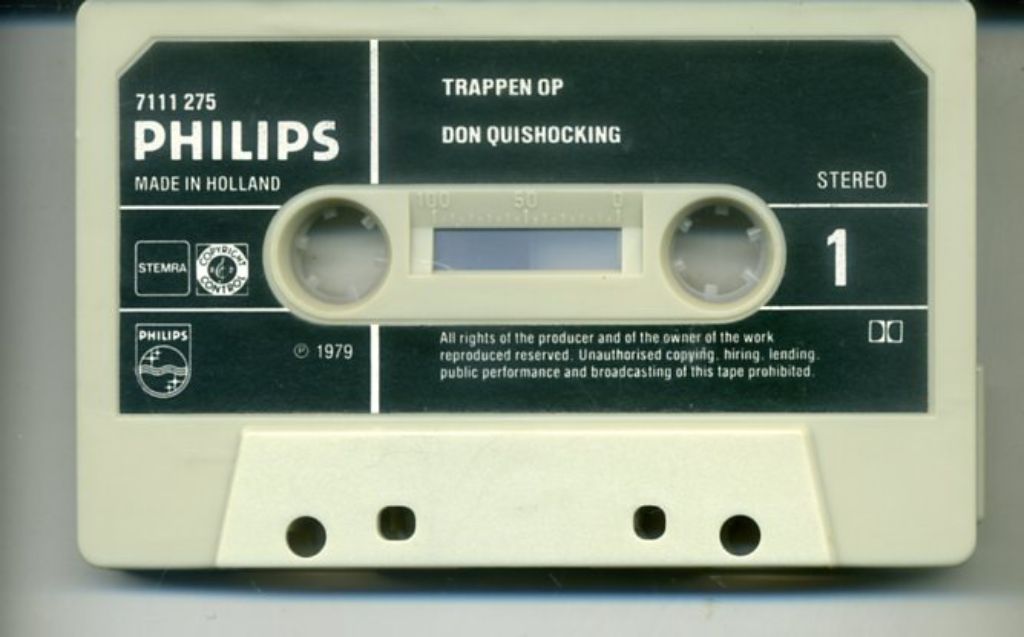 7111 275
PHILIPS
MADE IN HOLLAND
TRAPPEN OP
DON QUISHOCKING
STEREO
100 50 0
STEMRA
COPYRIGHT CONTROL
1
PHILIPS
℗ 1979
All rights of the producer and of the owner of the work
reproduced reserved. Unauthorised copying, hiring, lending,
public performance and broadcasting of this tape prohibited.